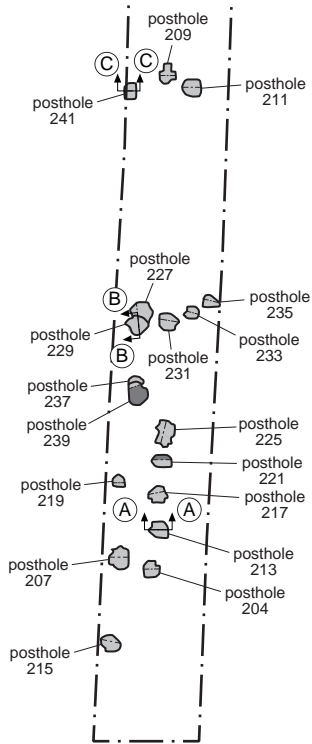 posthole
209
C C
posthole
241
posthole
211
posthole
227
B
posthole
229
B
posthole
235
posthole
233
posthole
231
posthole
237
posthole
239
posthole
225
posthole
221
posthole
219
posthole
217
A A
posthole
213
posthole
207
posthole
204
posthole
215